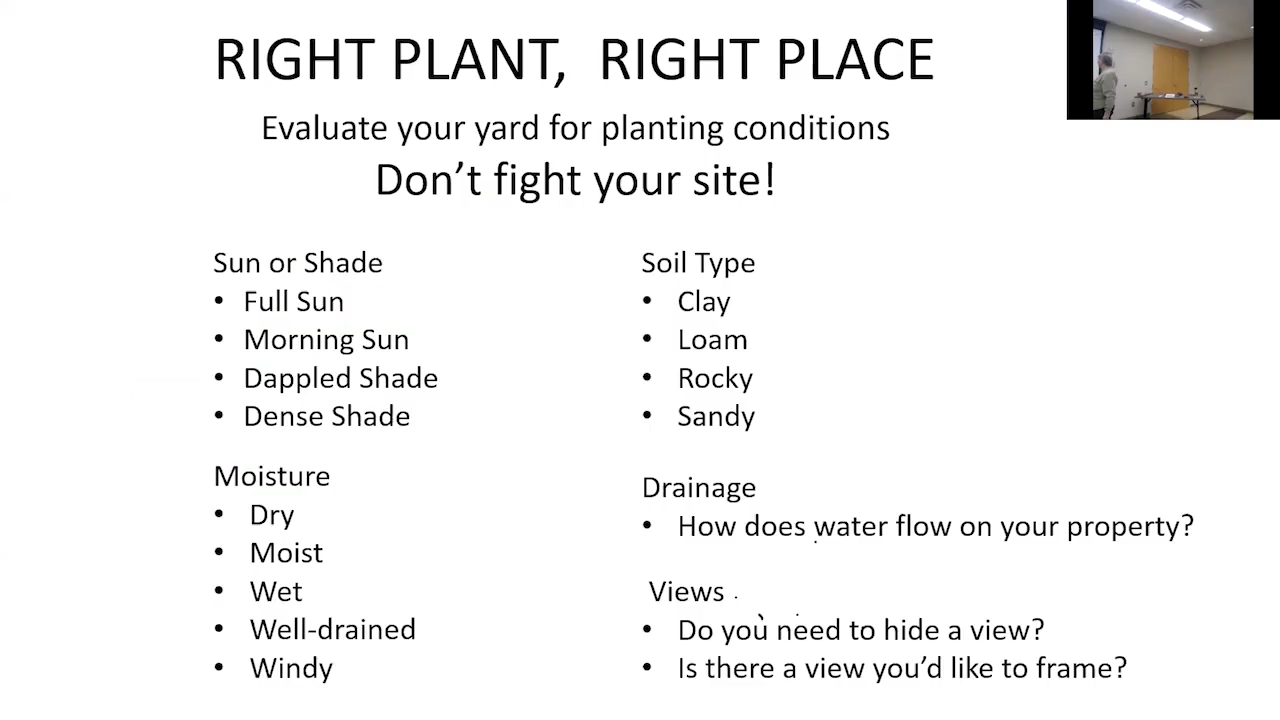 RIGHT PLANT, RIGHT PLACE
Evaluate your yard for planting conditions
Don't fight your site!
Sun or Shade
• Full Sun
• Morning Sun
• Dappled Shade
• Dense Shade
Moisture
• Dry
• Moist
• Wet
• Well-drained
• Windy
Soil Type
• Clay
• Loam
• Rocky
• Sandy
Drainage
• How does water flow on your property?
Views
• Do you need to hide a view?
• Is there a view you'd like to frame?